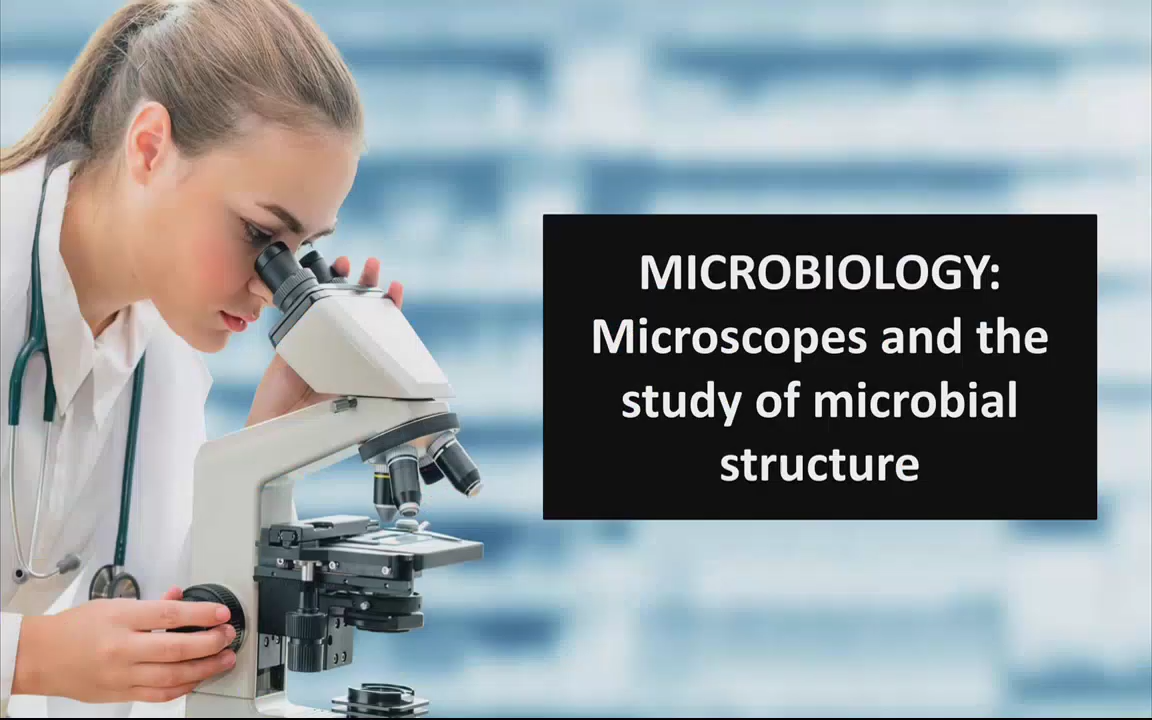 MICROBIOLOGY:
Microscopes and the
study of microbial
structure